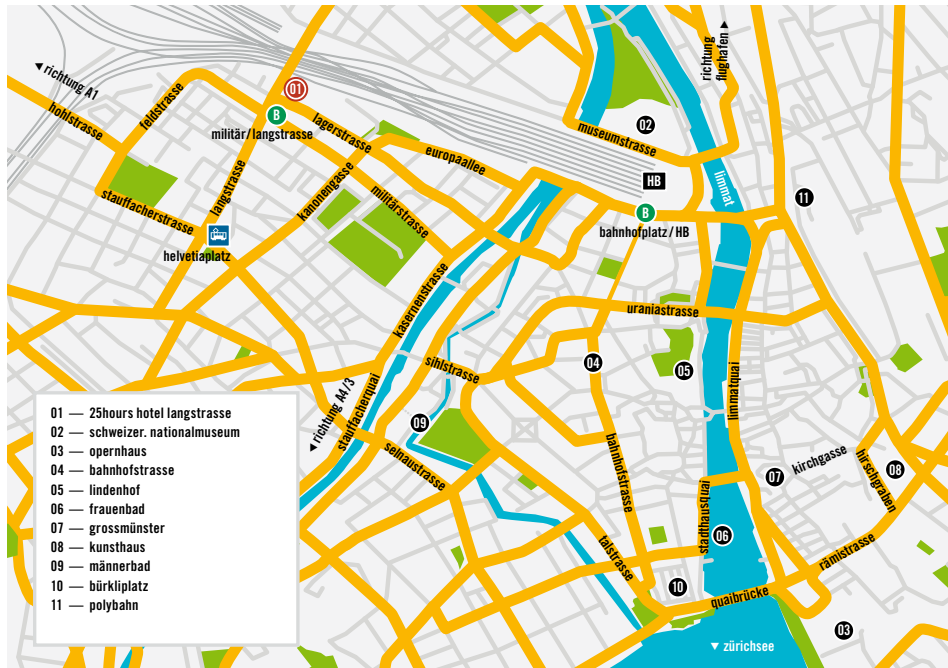 ◄ richtung A1
hohlstrasse
feldstrasse
01
B
militär/langstrasse
lagerstrasse
langstrasse
kanonengasse
europaallee
militärstrasse
stauffacherstrasse
helvetiaplatz
museumstrasse
02
HB
B
bahnhofplatz/HB
limmat
richtung
flughafen ►
11
kasernenstrasse
uraniastrasse
sihlstrasse
04
05
limmatquai
◄ richtung A4/3
stauffacherquai
09
selnaustrasse
bahnhofstrasse
talstrasse
stadthausquai
06
07
kirchgasse
hirschgraben
08
rämistrasse
10
quaibrücke
03
▼ zürichsee
01 — 25hours hotel langstrasse
02 — schweizer. nationalmuseum
03 — opernhaus
04 — bahnhofstrasse
05 — lindenhof
06 — frauenbad
07 — grossmünster
08 — kunsthaus
09 — männerbad
10 — bürkliplatz
11 — polybahn